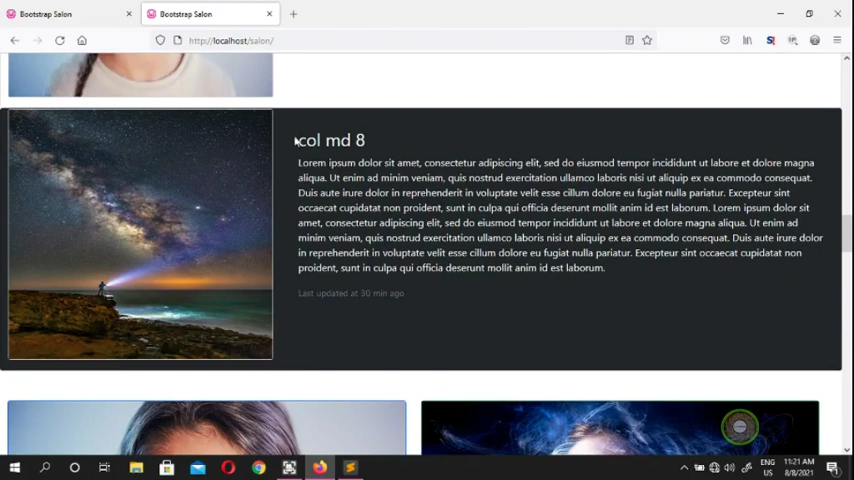 Bootstrap Salon
Bootstrap Salon
http://localhost/salon/
col md 8
Lorem ipsum dolor sit amet, consectetur adipiscing elit, sed do eiusmod tempor incididunt ut labore et dolore magna
aliqua. Ut enim ad minim veniam, quis nostrud exercitation ullamco laboris nisi ut aliquip ex ea commodo consequat.
Duis aute irure dolor in reprehenderit in voluptate velit esse cillum dolore eu fugiat nulla pariatur. Excepteur sint
occaecat cupidatat non proident, sunt in culpa qui officia deserunt mollit anim id est laborum. Lorem ipsum dolor sit
amet, consectetur adipiscing elit, sed do eiusmod tempor incididunt ut labore et dolore magna aliqua. Ut enim ad
minim veniam, quis nostrud exercitation ullamco laboris nisi ut aliquip ex ea commodo consequat. Duis aute irure dolor
in reprehenderit in voluptate velit esse cillum dolore eu fugiat nulla pariatur. Excepteur sint occaecat cupidatat non
proident, sunt in culpa qui officia deserunt mollit anim id est laborum.
Last updated at 30 min ago
ENG
US
11:21 AM
8/8/2021